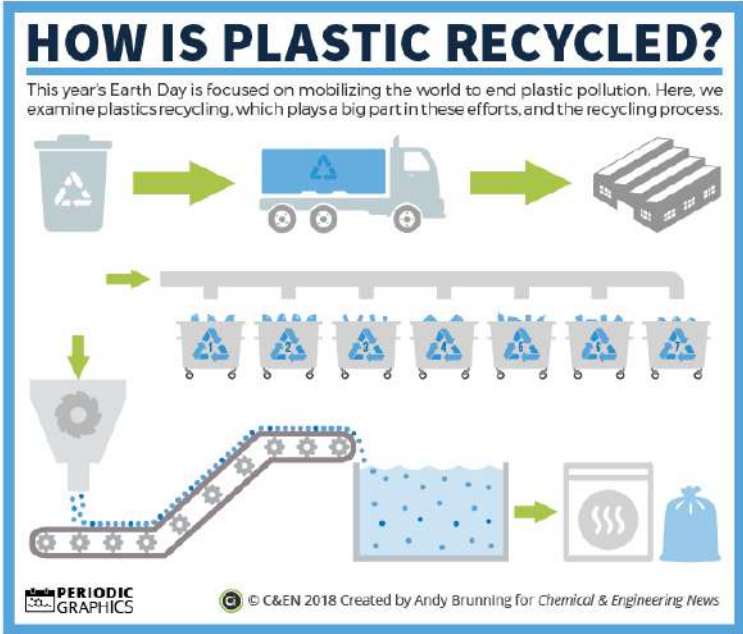 HOW IS PLASTIC RECYCLED?
This year's Earth Day is focused on mobilizing the world to end plastic pollution. Here, we
examine plastics recycling, which plays a big part in these efforts, and the recycling process.
1 2 3 4 5 6 7
PERIODIC
GRAPHICS
Ci © C&EN 2018 Created by Andy Brunning for Chemical & Engineering News